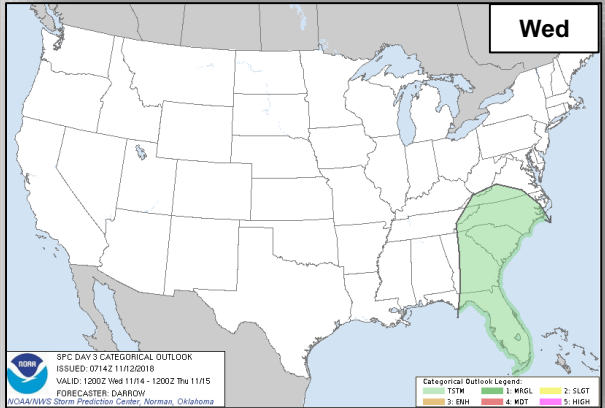 Wed
NOAA
SPC DAY 3 CATEGORICAL OUTLOOK
ISSUED: 0714Z 11/12/2018
VALID: 1200Z Wed 11/14 - 1200Z Thu 11/15
FORECASTER: DARROW
NOAA/NWS Storm Prediction Center, Norman, Oklahoma
Categorical Outlook Legend:
TSTM 1: MRGL 2: SLGT
3: ENH 4: MDT 5: HIGH